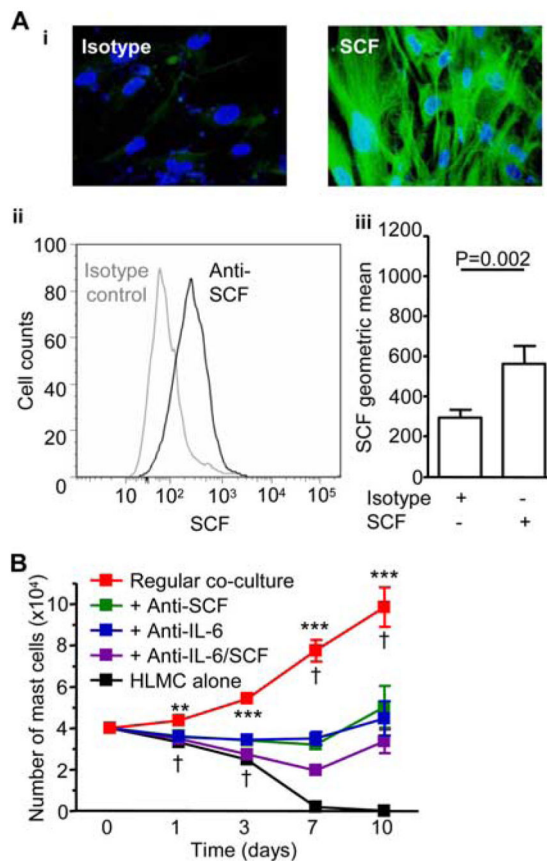 A
i
Isotype
SCF
ii
100
80
60
40
20
0
Cell counts
Isotype control
Anti-SCF
10 10² 10³ 10⁴ 10⁵
SCF
iii
1200
1000
800
600
400
200
0
SCF geometric mean
P=0.002
Isotype + -
SCF - +
B
Regular co-culture
+ Anti-SCF
+ Anti-IL-6
+ Anti-IL-6/SCF
HLMC alone
Number of mast cells (x10⁴)
10
8
6
4
2
0
** *** *** ***
† † † †
0 1 3 7 10
Time (days)